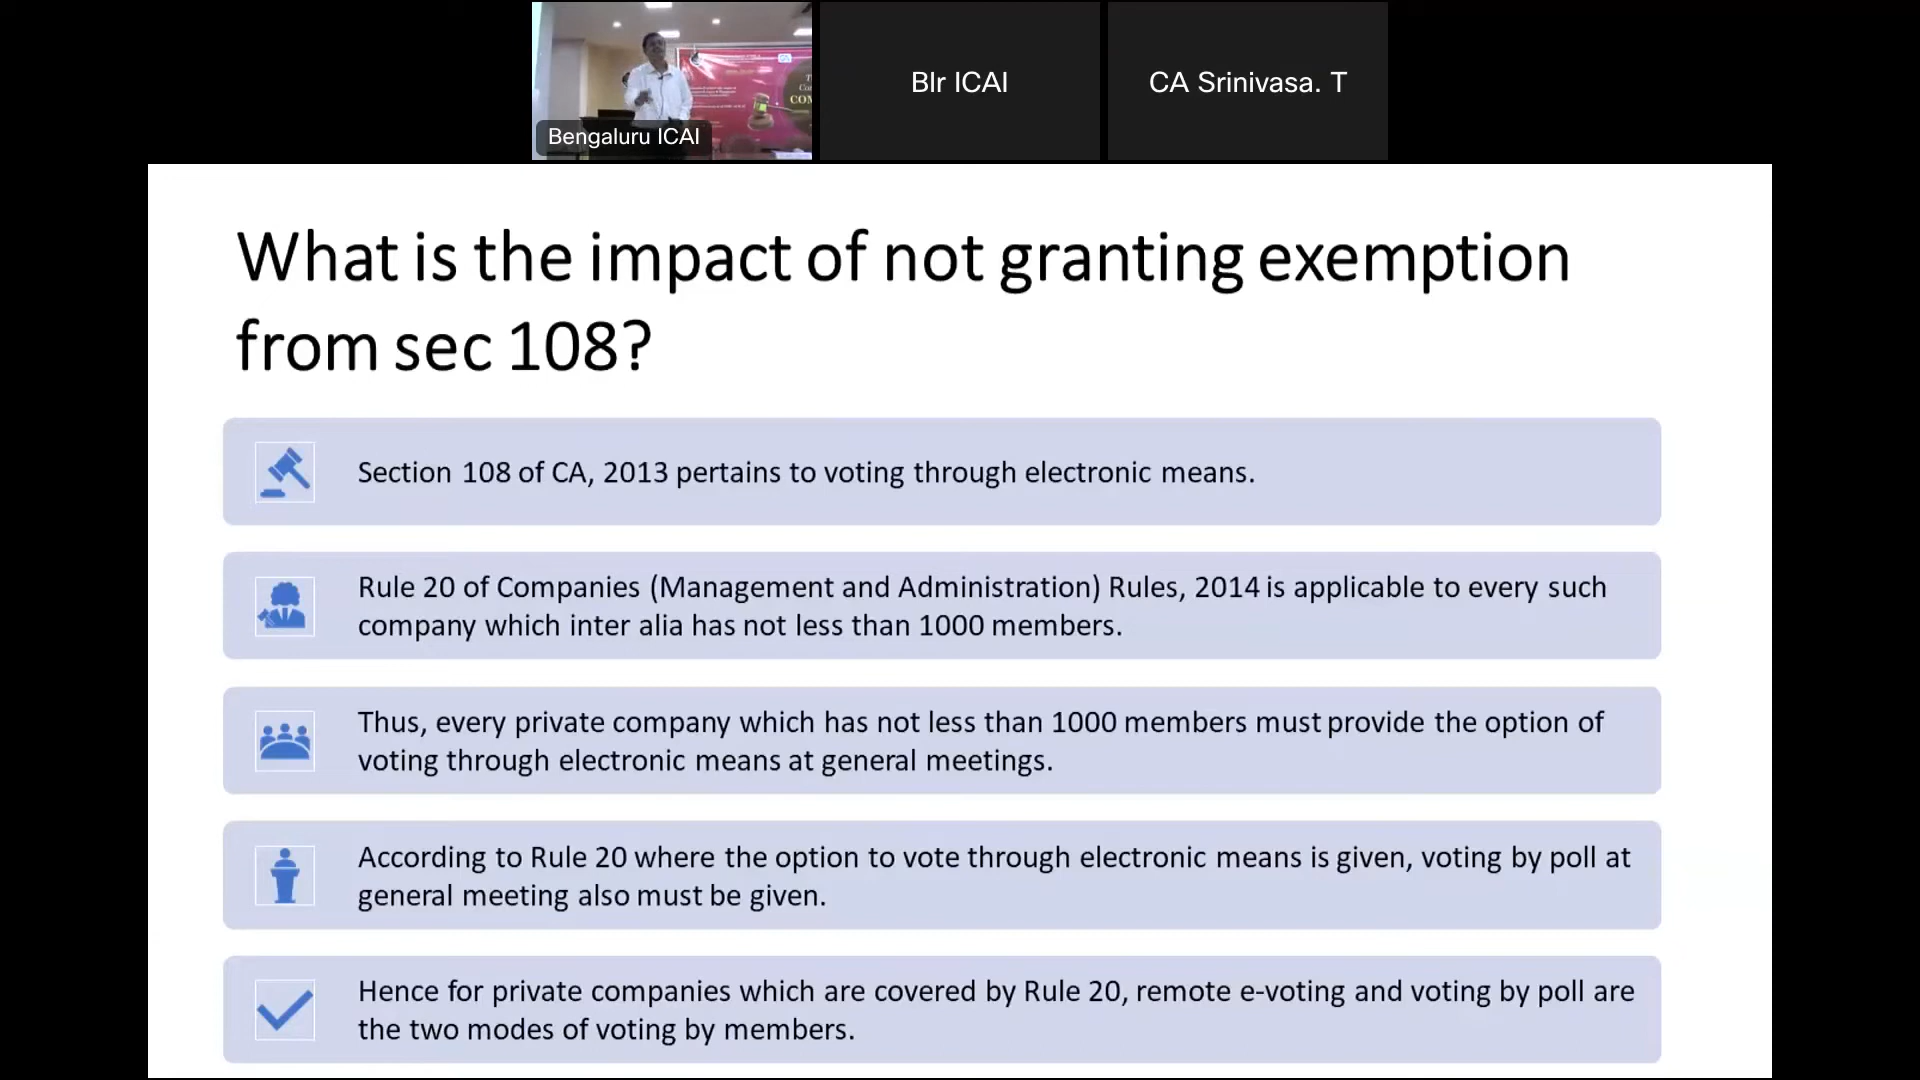 Bengaluru ICAI
Blr ICAI
CA Srinivasa. T
What is the impact of not granting exemption
from sec 108?
Section 108 of CA, 2013 pertains to voting through electronic means.
Rule 20 of Companies (Management and Administration) Rules, 2014 is applicable to every such
company which inter alia has not less than 1000 members.
Thus, every private company which has not less than 1000 members must provide the option of
voting through electronic means at general meetings.
According to Rule 20 where the option to vote through electronic means is given, voting by poll at
general meeting also must be given.
Hence for private companies which are covered by Rule 20, remote e-voting and voting by poll are
the two modes of voting by members.